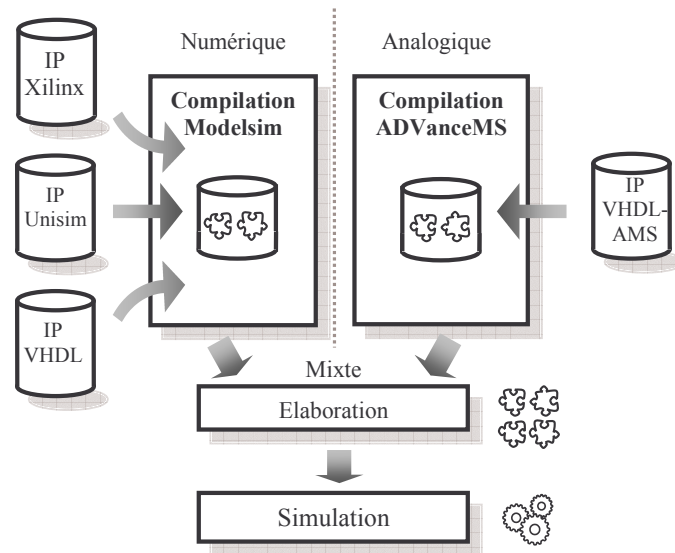 Numérique
Analogique
IP
Xilinx
Compilation
Modelsim
Compilation
ADVanceMS
IP
Unisim
IP
VHDL-
AMS
IP
VHDL
Mixte
Elaboration
Simulation